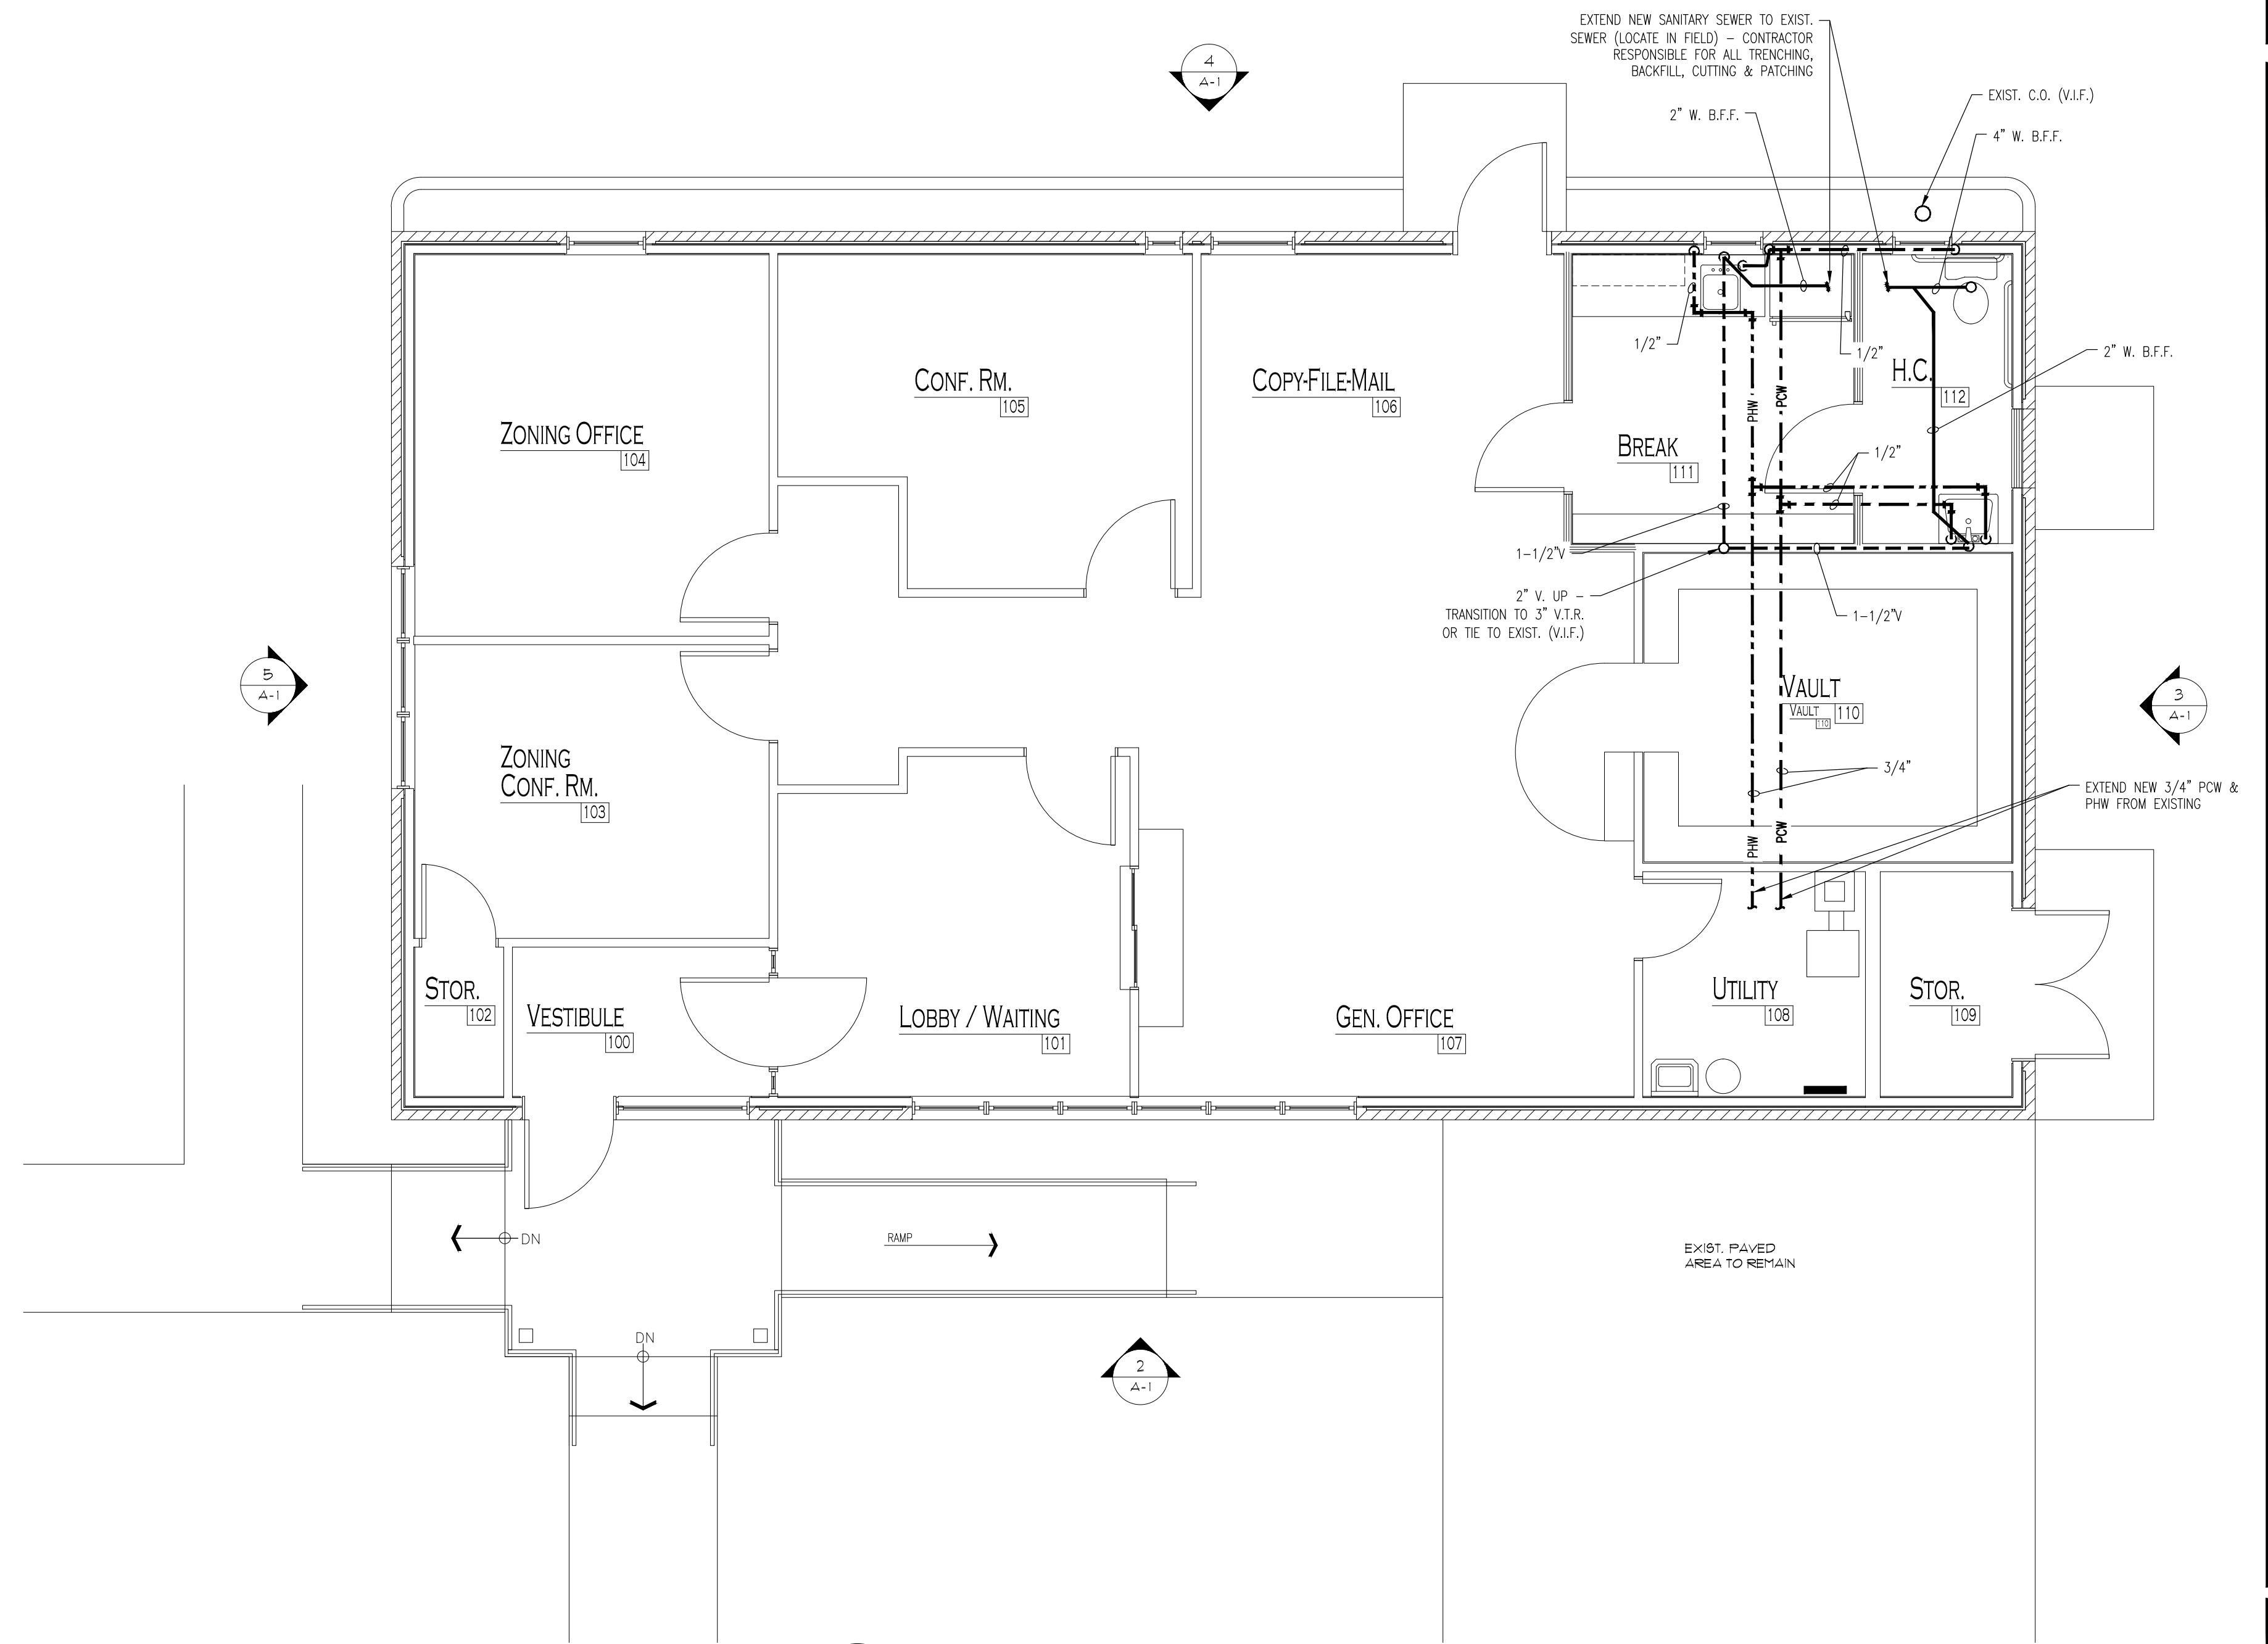 EXTEND NEW SANITARY SEWER TO EXIST.
SEWER (LOCATE IN FIELD) – CONTRACTOR
RESPONSIBLE FOR ALL TRENCHING,
BACKFILL, CUTTING & PATCHING
4
A-1
2" W. B.F.F.
EXIST. C.O. (V.I.F.)
4" W. B.F.F.
1/2"
1/2"
2" W. B.F.F.
H.C.
112
CONF. RM.
105
COPY-FILE-MAIL
106
PHW
PCW
ZONING OFFICE
104
BREAK
111
1/2"
1-1/2"V
2" V. UP –
TRANSITION TO 3" V.T.R.
OR TIE TO EXIST. (V.I.F.)
1-1/2"V
5
A-1
VAULT
110
VAULT
110
3
A-1
ZONING
CONF. RM.
103
3/4"
EXTEND NEW 3/4" PCW &
PHW FROM EXISTING
PHW
PCW
STOR.
102
VESTIBULE
100
LOBBY / WAITING
101
GEN. OFFICE
107
UTILITY
108
STOR.
109
DN
RAMP
EXIST. PAVED
AREA TO REMAIN
DN
2
A-1